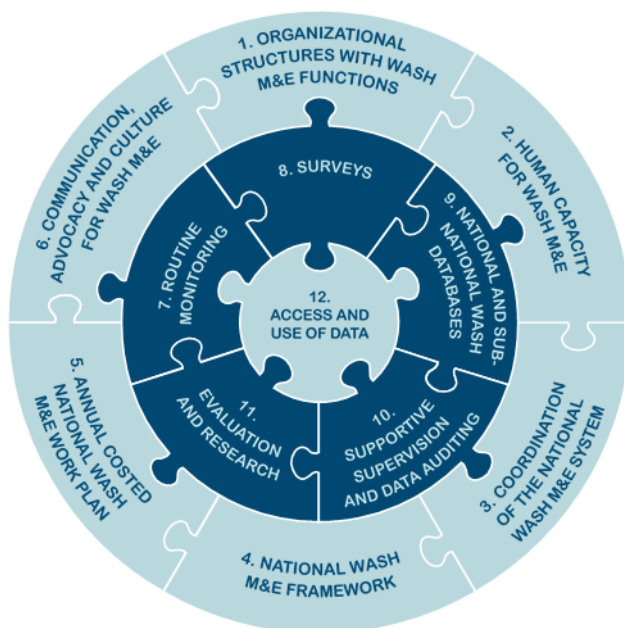 1. ORGANIZATIONAL
STRUCTURES WITH WASH
M&E FUNCTIONS
2. HUMAN CAPACITY
FOR WASH M&E
3. COORDINATION
OF THE NATIONAL
WASH M&E SYSTEM
4. NATIONAL WASH
M&E FRAMEWORK
5. ANNUAL COSTED
NATIONAL WASH
M&E WORK PLAN
6. COMMUNICATION,
ADVOCACY AND CULTURE
FOR WASH M&E
7. ROUTINE
MONITORING
8. SURVEYS
9. NATIONAL AND SUB-
NATIONAL WASH
DATABASES
10.
SUPPORTIVE
SUPERVISION
AND DATA AUDITING
11.
EVALUATION
AND RESEARCH
12.
ACCESS AND
USE OF DATA